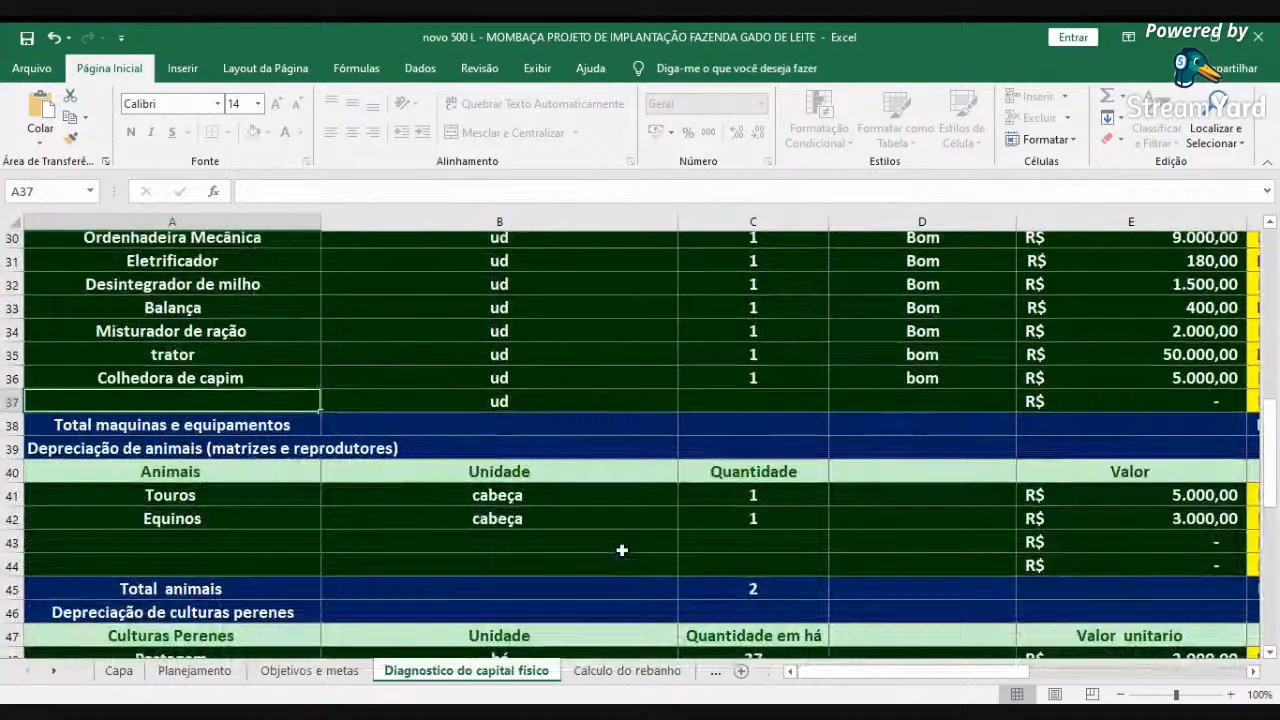 Powered by
StreamYard
novo 500 L - MOMBAÇA PROJETO DE IMPLANTAÇÃO FAZENDA GADO DE LEITE - Excel
Entrar
Arquivo Página Inicial Inserir Layout da Página Fórmulas Dados Revisão Exibir Ajuda Diga-me o que você deseja fazer
Colar
Calibri 14
N I S
Quebrar Texto Automaticamente
Mesclar e Centralizar
Geral
% 000
Formatação Condicional
Formatar como Tabela
Estilos de Célula
Inserir
Excluir
Formatar
Classificar e Filtrar
Localizar e Selecionar
Área de Transferê... Fonte Alinhamento Número Estilos Células Edição
A37 fx
A B C D E
30 Ordenhadeira Mecânica ud 1 Bom R$ 9.000,00
31 Eletrificador ud 1 Bom R$ 180,00
32 Desintegrador de milho ud 1 Bom R$ 1.500,00
33 Balança ud 1 Bom R$ 400,00
34 Misturador de ração ud 1 Bom R$ 2.000,00
35 trator ud 1 bom R$ 50.000,00
36 Colhedora de capim ud 1 bom R$ 5.000,00
37 ud R$ -
38 Total maquinas e equipamentos
39 Depreciação de animais (matrizes e reprodutores)
40 Animais Unidade Quantidade Valor
41 Touros cabeça 1 R$ 5.000,00
42 Equinos cabeça 1 R$ 3.000,00
43 R$ -
44 R$ -
45 Total animais 2
46 Depreciação de culturas perenes
47 Culturas Perenes Unidade Quantidade em há Valor unitario
Capa Planejamento Objetivos e metas Diagnostico do capital físico Calculo do rebanho ...
100%